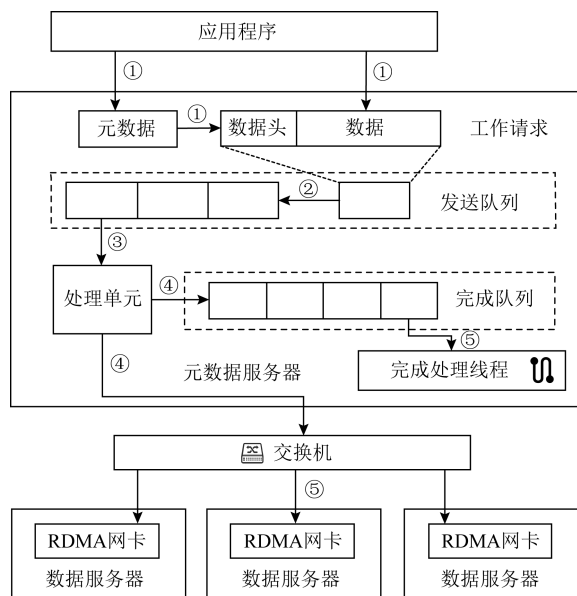 应用程序
① ①
元数据 ① 数据头 数据 工作请求
② 发送队列
③
处理单元 ④ 完成队列
⑤
④ 元数据服务器 完成处理线程
交换机
⑤
RDMA网卡 RDMA网卡 RDMA网卡
数据服务器 数据服务器 数据服务器